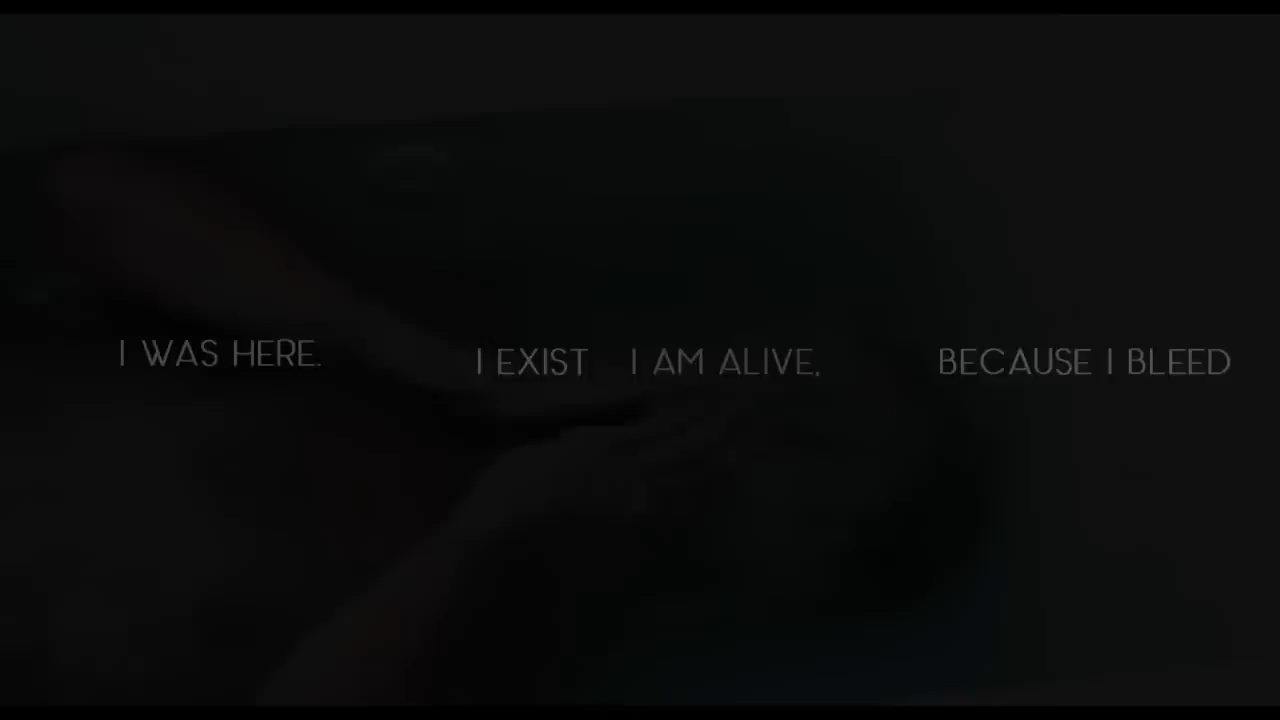 I WAS HERE.
I EXIST
I AM ALIVE,
BECAUSE I BLEED